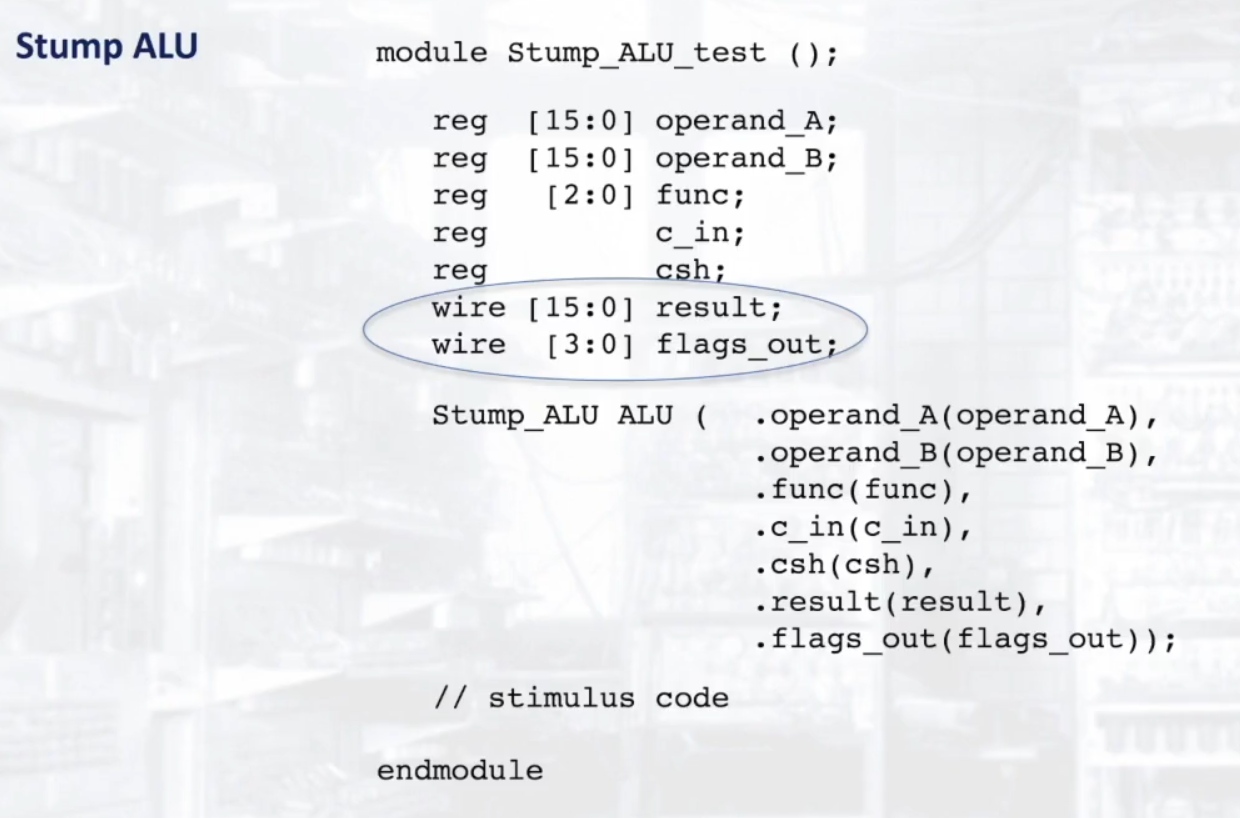 Stump ALU
module Stump_ALU_test ();
reg [15:0] operand_A;
reg [15:0] operand_B;
reg [2:0] func;
reg c_in;
reg csh;
wire [15:0] result;
wire [3:0] flags_out;
Stump_ALU ALU ( .operand_A(operand_A),
.operand_B(operand_B),
.func(func),
.c_in(c_in),
.csh(csh),
.result(result),
.flags_out(flags_out));
// stimulus code
endmodule